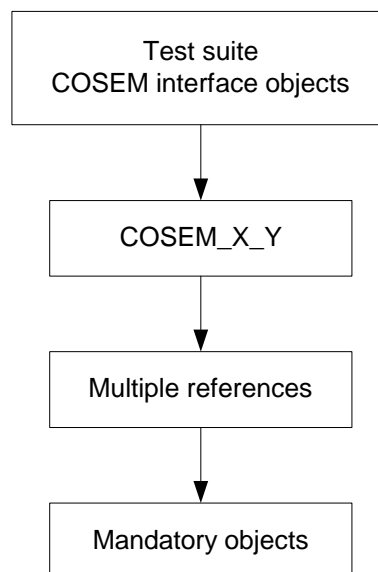 Test suite
COSEM interface objects
COSEM_X_Y
Multiple references
Mandatory objects